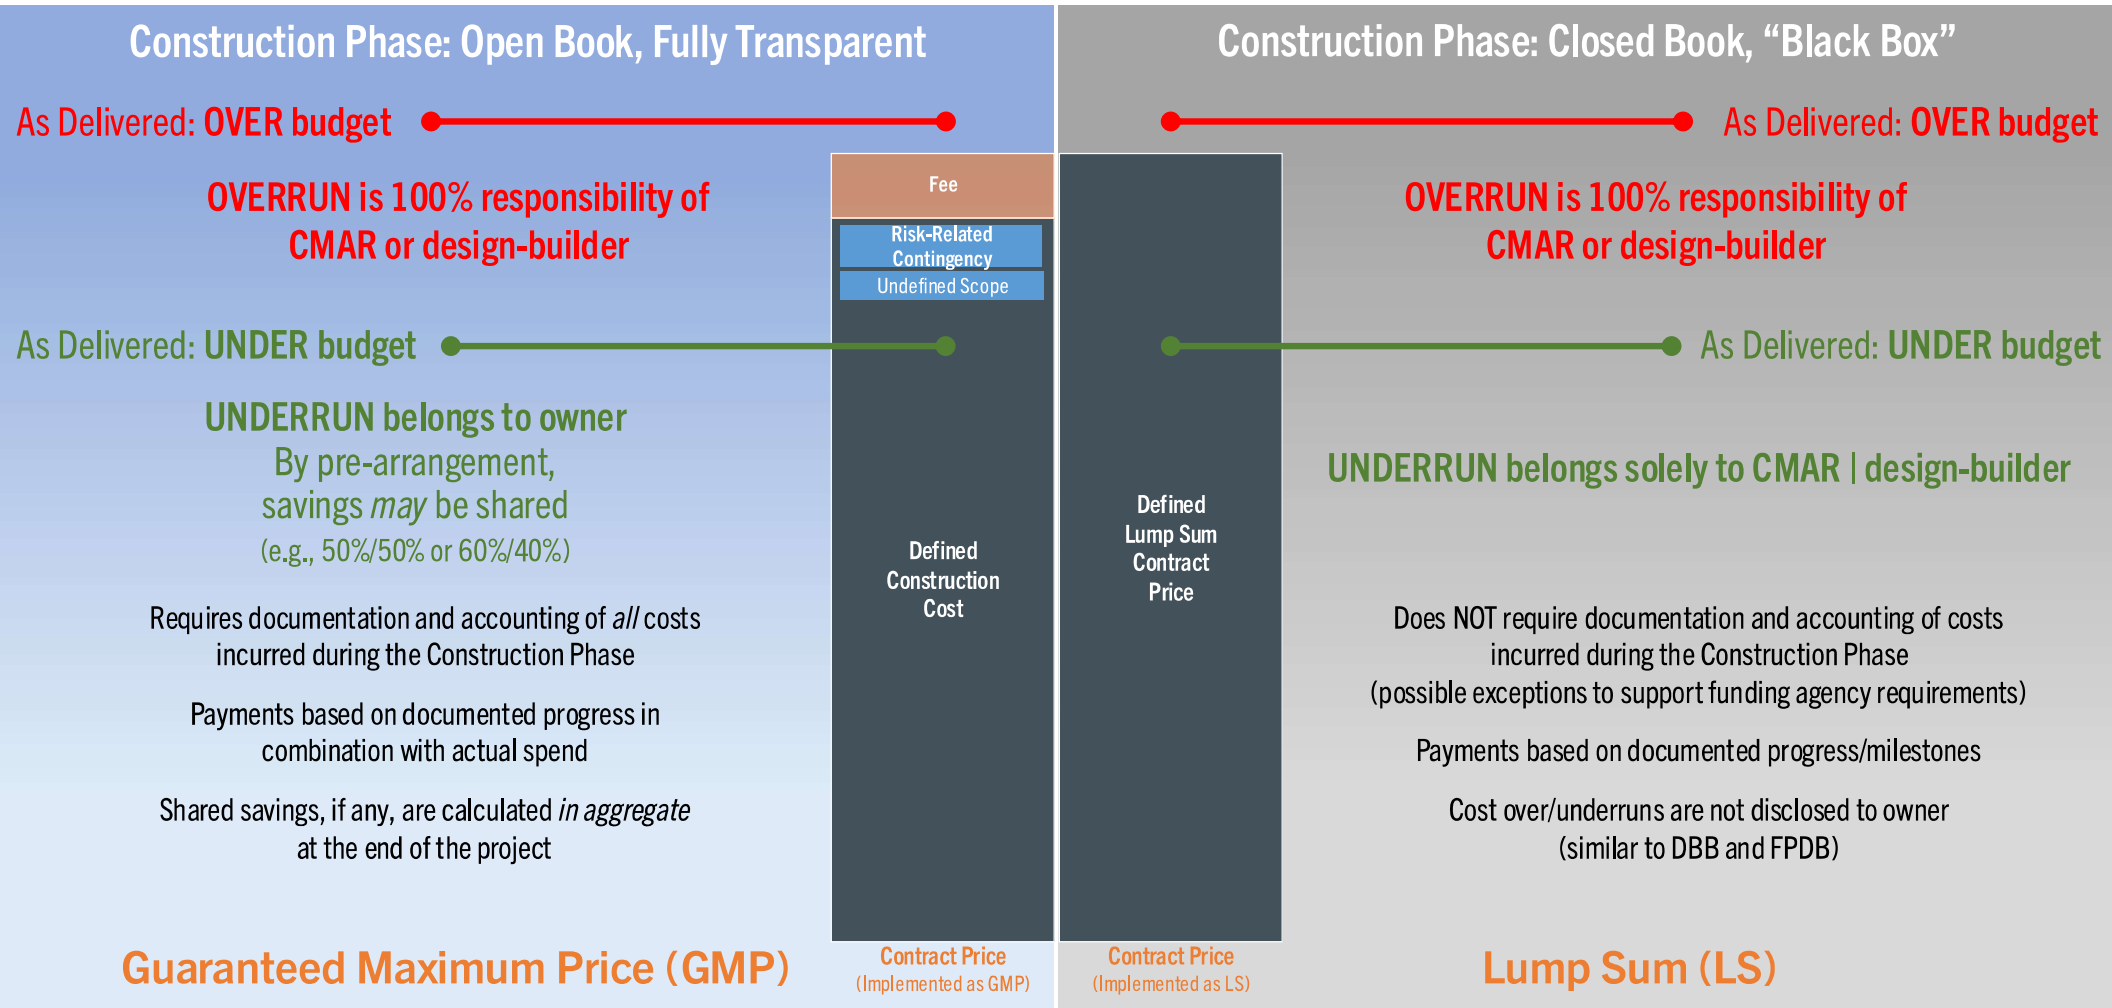 Construction Phase: Open Book, Fully Transparent
As Delivered: OVER budget
OVERRUN is 100% responsibility of
CMAR or design-builder
As Delivered: UNDER budget
UNDERRUN belongs to owner
By pre-arrangement,
savings may be shared
(e.g., 50%/50% or 60%/40%)
Requires documentation and accounting of all costs
incurred during the Construction Phase
Payments based on documented progress in
combination with actual spend
Shared savings, if any, are calculated in aggregate
at the end of the project
Guaranteed Maximum Price (GMP)
Fee
Risk-Related
Contingency
Undefined Scope
Defined
Construction
Cost
Contract Price
(Implemented as GMP)
Construction Phase: Closed Book, “Black Box”
Defined
Lump Sum
Contract
Price
Contract Price
(Implemented as LS)
As Delivered: OVER budget
OVERRUN is 100% responsibility of
CMAR or design-builder
As Delivered: UNDER budget
UNDERRUN belongs solely to CMAR | design-builder
Does NOT require documentation and accounting of costs
incurred during the Construction Phase
(possible exceptions to support funding agency requirements)
Payments based on documented progress/milestones
Cost over/underruns are not disclosed to owner
(similar to DBB and FPDB)
Lump Sum (LS)